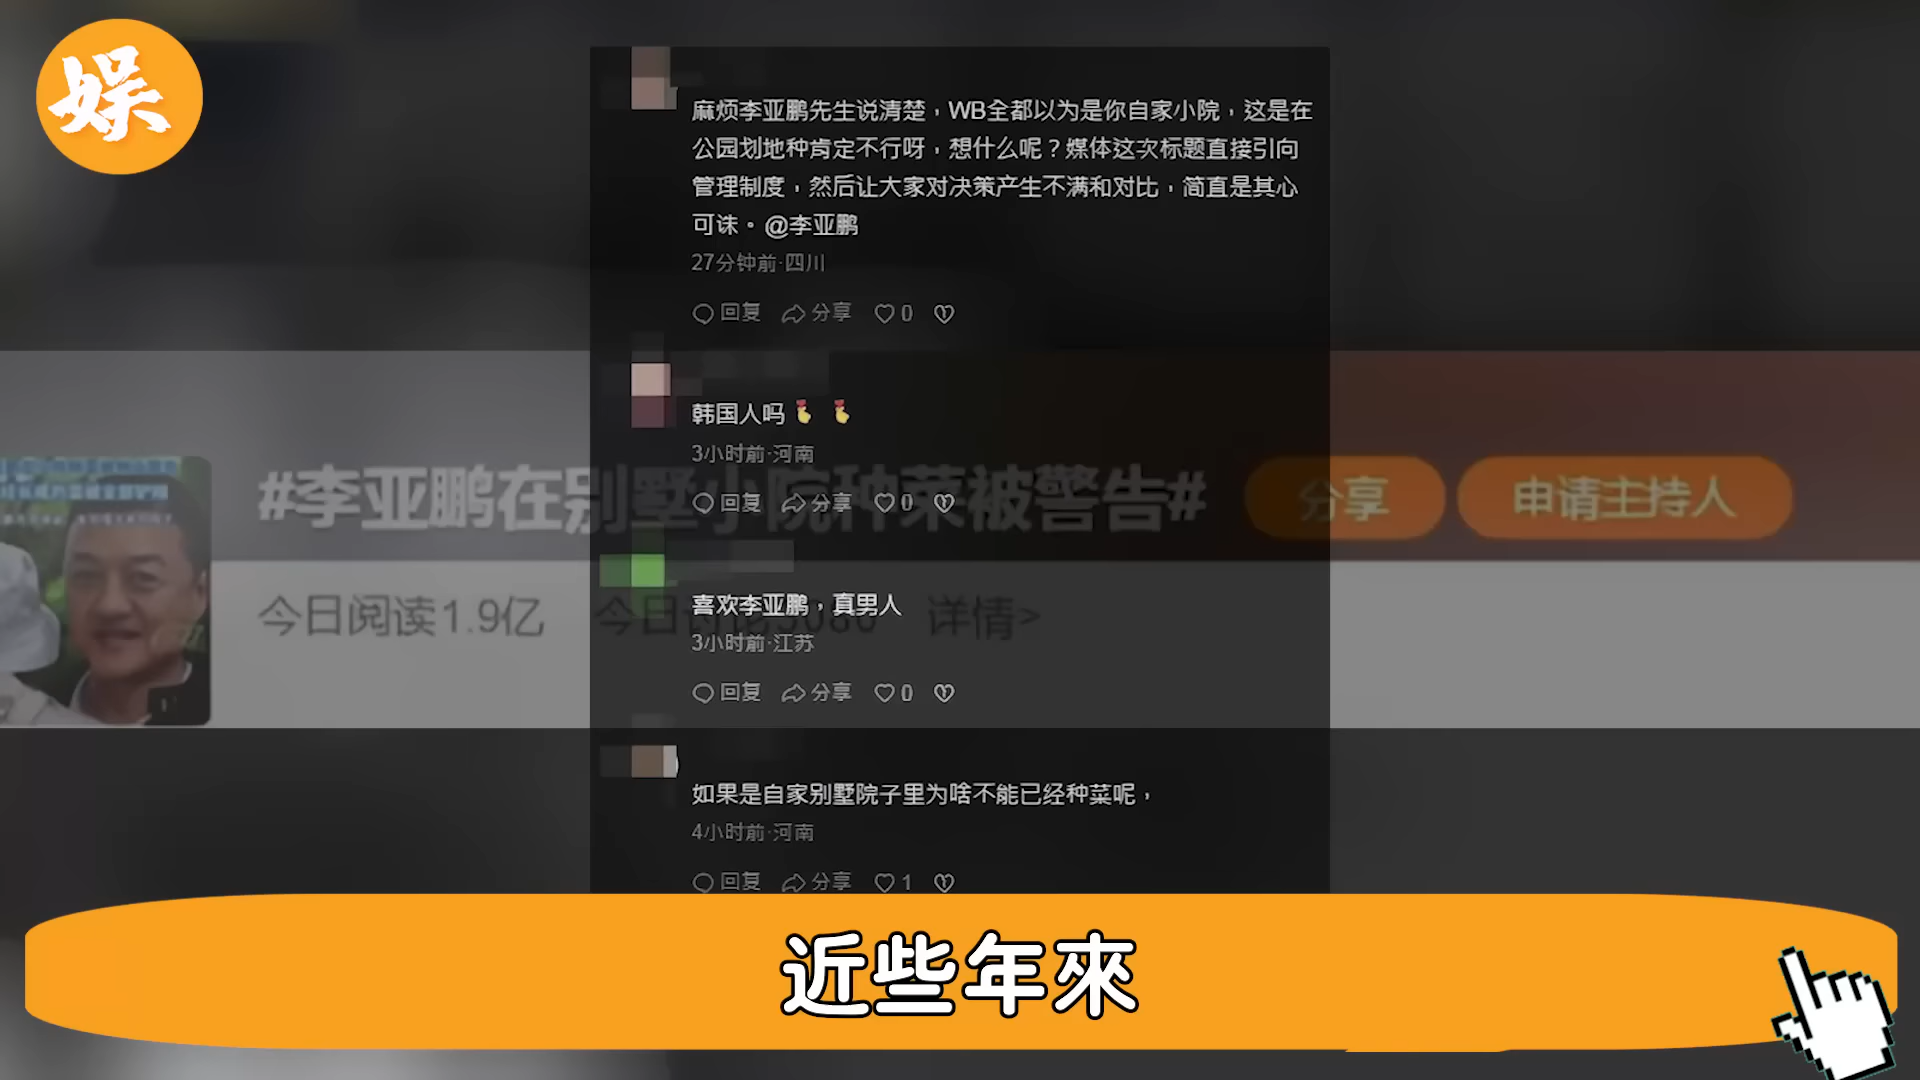 娱
麻烦李亚鹏先生说清楚，WB全都以为是你自家小院，这是在
公园划地种肯定不行呀，想什么呢？媒体这次标题直接引向
管理制度，然后让大家对决策产生不满和对比，简直是其心
可诛。@李亚鹏
27分钟前·四川
回复 分享 0
韩国人吗
3小时前·河南
回复 分享 0
#李亚鹏在别墅小院种菜被警告#
分享
申请主持人
喜欢李亚鹏，真男人
3小时前·江苏
今日阅读1.9亿
详情>
回复 分享 0
如果是自家别墅院子里为啥不能已经种菜呢，
4小时前·河南
回复 分享 1
近些年來